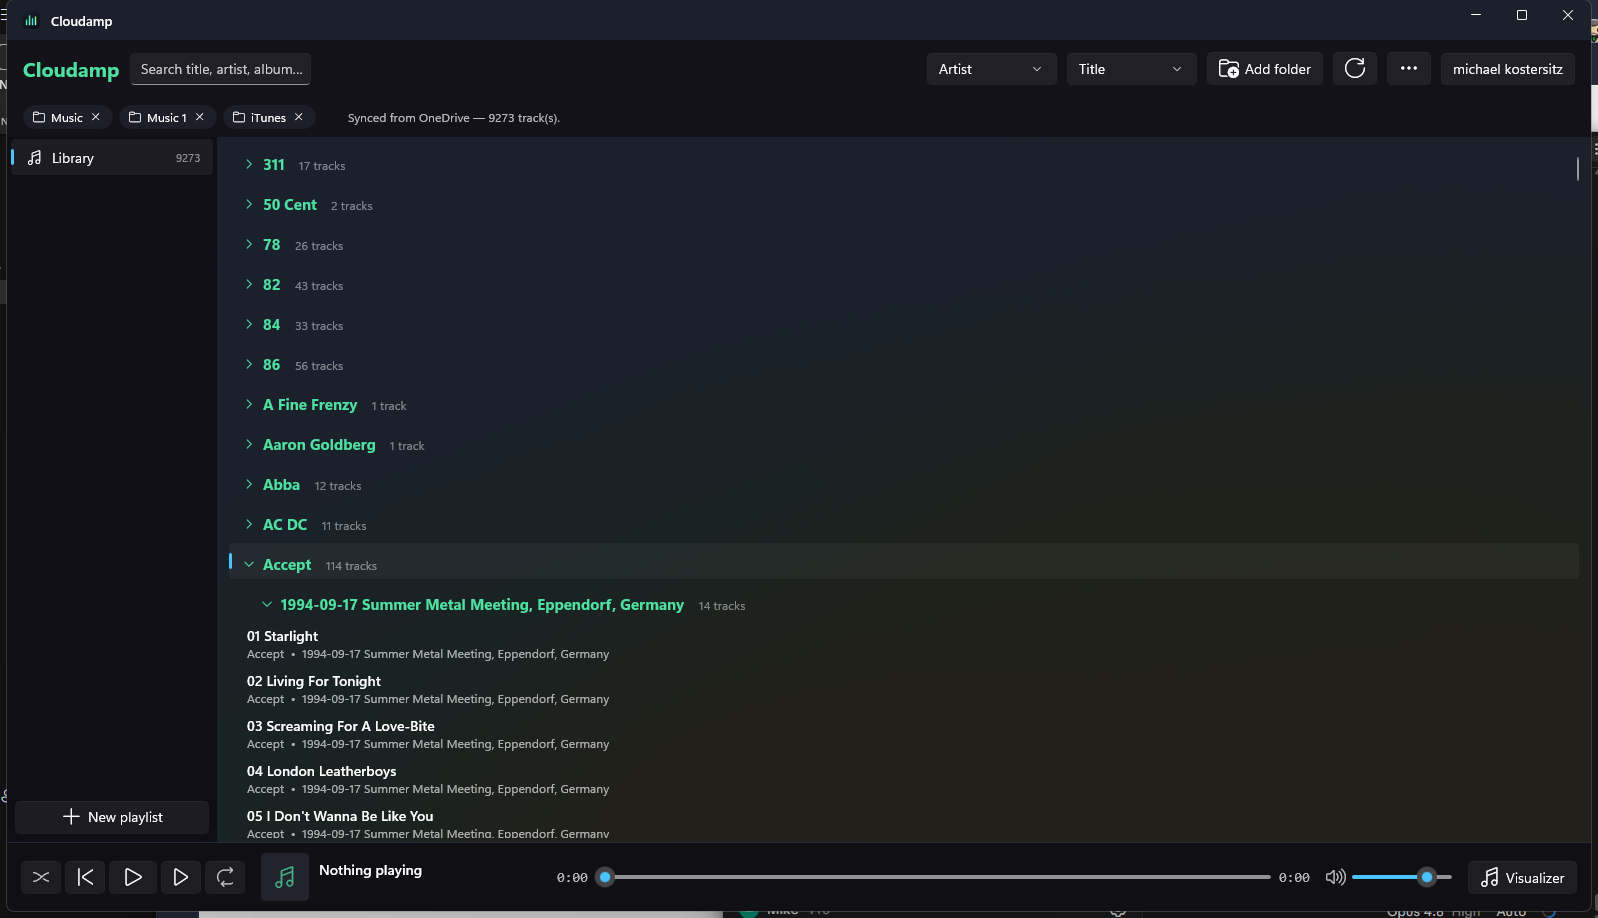 Cloudamp
Cloudamp
Search title, artist, album...
Artist
Title
Add folder
michael kostersitz
Music
Music 1
iTunes
Synced from OneDrive — 9273 track(s).
Library
9273
311 17 tracks
50 Cent 2 tracks
78 26 tracks
82 43 tracks
84 33 tracks
86 56 tracks
A Fine Frenzy 1 track
Aaron Goldberg 1 track
Abba 12 tracks
AC DC 11 tracks
Accept 114 tracks
1994-09-17 Summer Metal Meeting, Eppendorf, Germany 14 tracks
01 Starlight
Accept • 1994-09-17 Summer Metal Meeting, Eppendorf, Germany
02 Living For Tonight
Accept • 1994-09-17 Summer Metal Meeting, Eppendorf, Germany
03 Screaming For A Love-Bite
Accept • 1994-09-17 Summer Metal Meeting, Eppendorf, Germany
04 London Leatherboys
Accept • 1994-09-17 Summer Metal Meeting, Eppendorf, Germany
05 I Don't Wanna Be Like You
Accept • 1994-09-17 Summer Metal Meeting, Eppendorf, Germany
New playlist
Nothing playing
0:00
0:00
Visualizer
Opus 4.8 High Auto